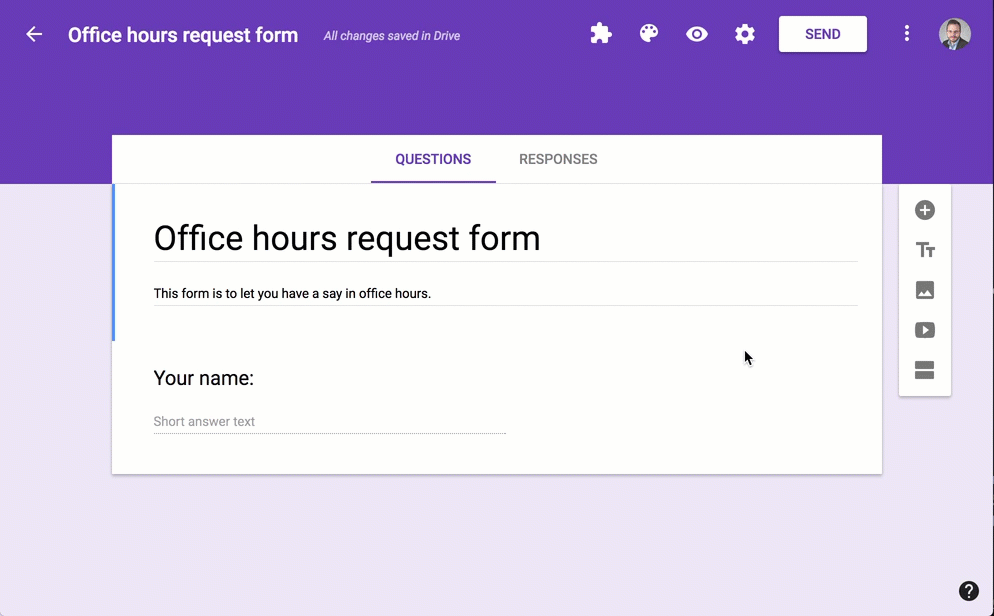 Office hours request form All changes saved in Drive SEND
QUESTIONS RESPONSES
Office hours request form
This form is to let you have a say in office hours.
Your name:
Short answer text